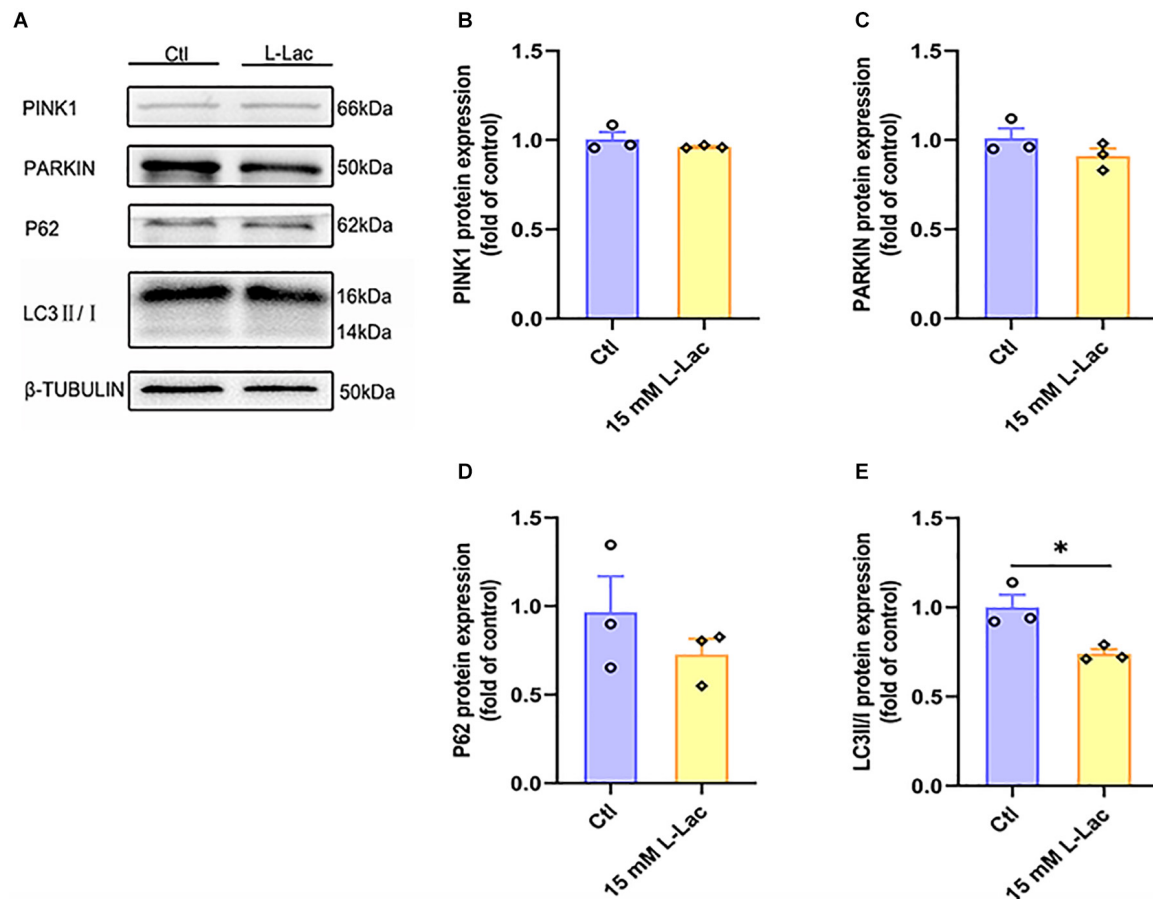 A
Ctl L-Lac
PINK1 66kDa
PARKIN 50kDa
P62 62kDa
LC3 Ⅱ/Ⅰ 16kDa
14kDa
β-TUBULIN 50kDa
B
PINK1 protein expression
(fold of control)
1.5
1.0
0.5
0.0
Ctl
15 mM L-Lac
C
PARKIN protein expression
(fold of control)
1.5
1.0
0.5
0.0
Ctl
15 mM L-Lac
D
P62 protein expression
(fold of control)
1.5
1.0
0.5
0.0
Ctl
15 mM L-Lac
E
LC3II/I protein expression
(fold of control)
1.5
1.0
0.5
0.0
*
Ctl
15 mM L-Lac